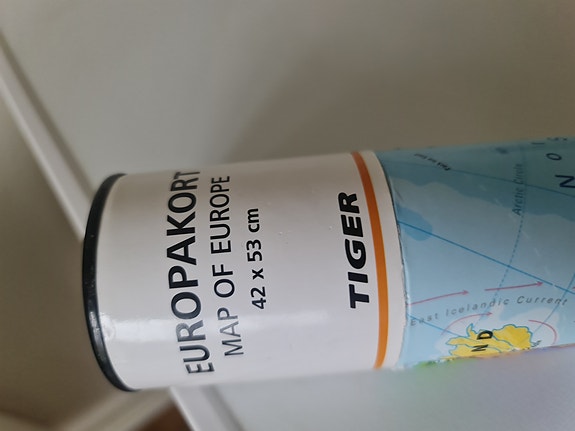 EUROPAKORT
MAP OF EUROPE
42 x 53 cm
TIGER
Arctic Circle
East Icelandic Current
N D
N O